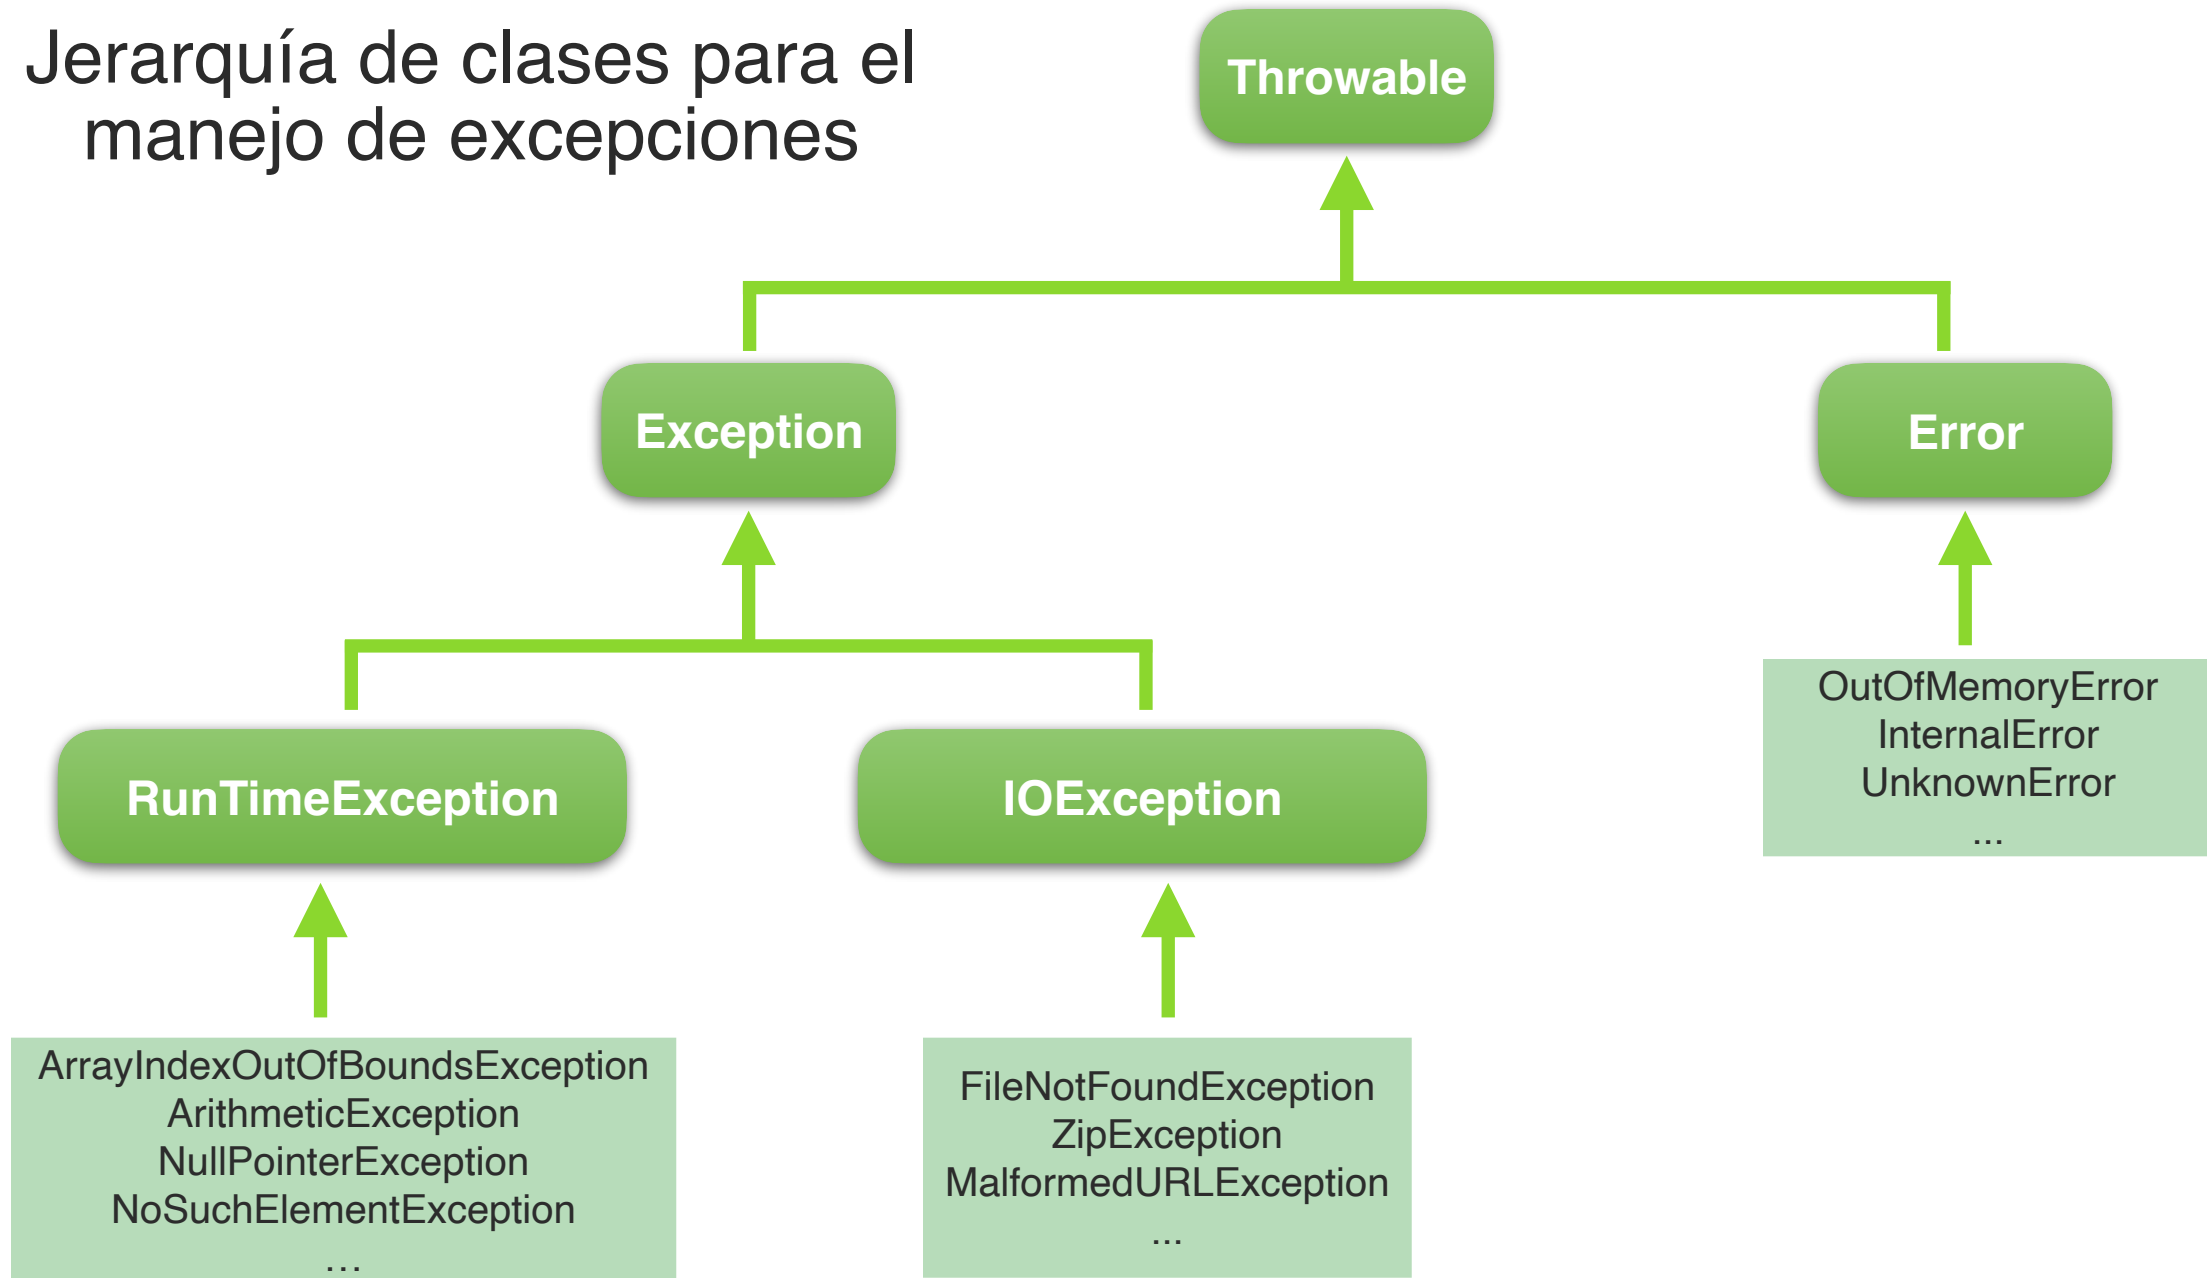 Jerarquía de clases para el
manejo de excepciones
Throwable
Exception
Error
RunTimeException
IOException
OutOfMemoryError
InternalError
UnknownError
...
ArrayIndexOutOfBoundsException
ArithmeticException
NullPointerException
NoSuchElementException
…
FileNotFoundException
ZipException
MalformedURLException
...